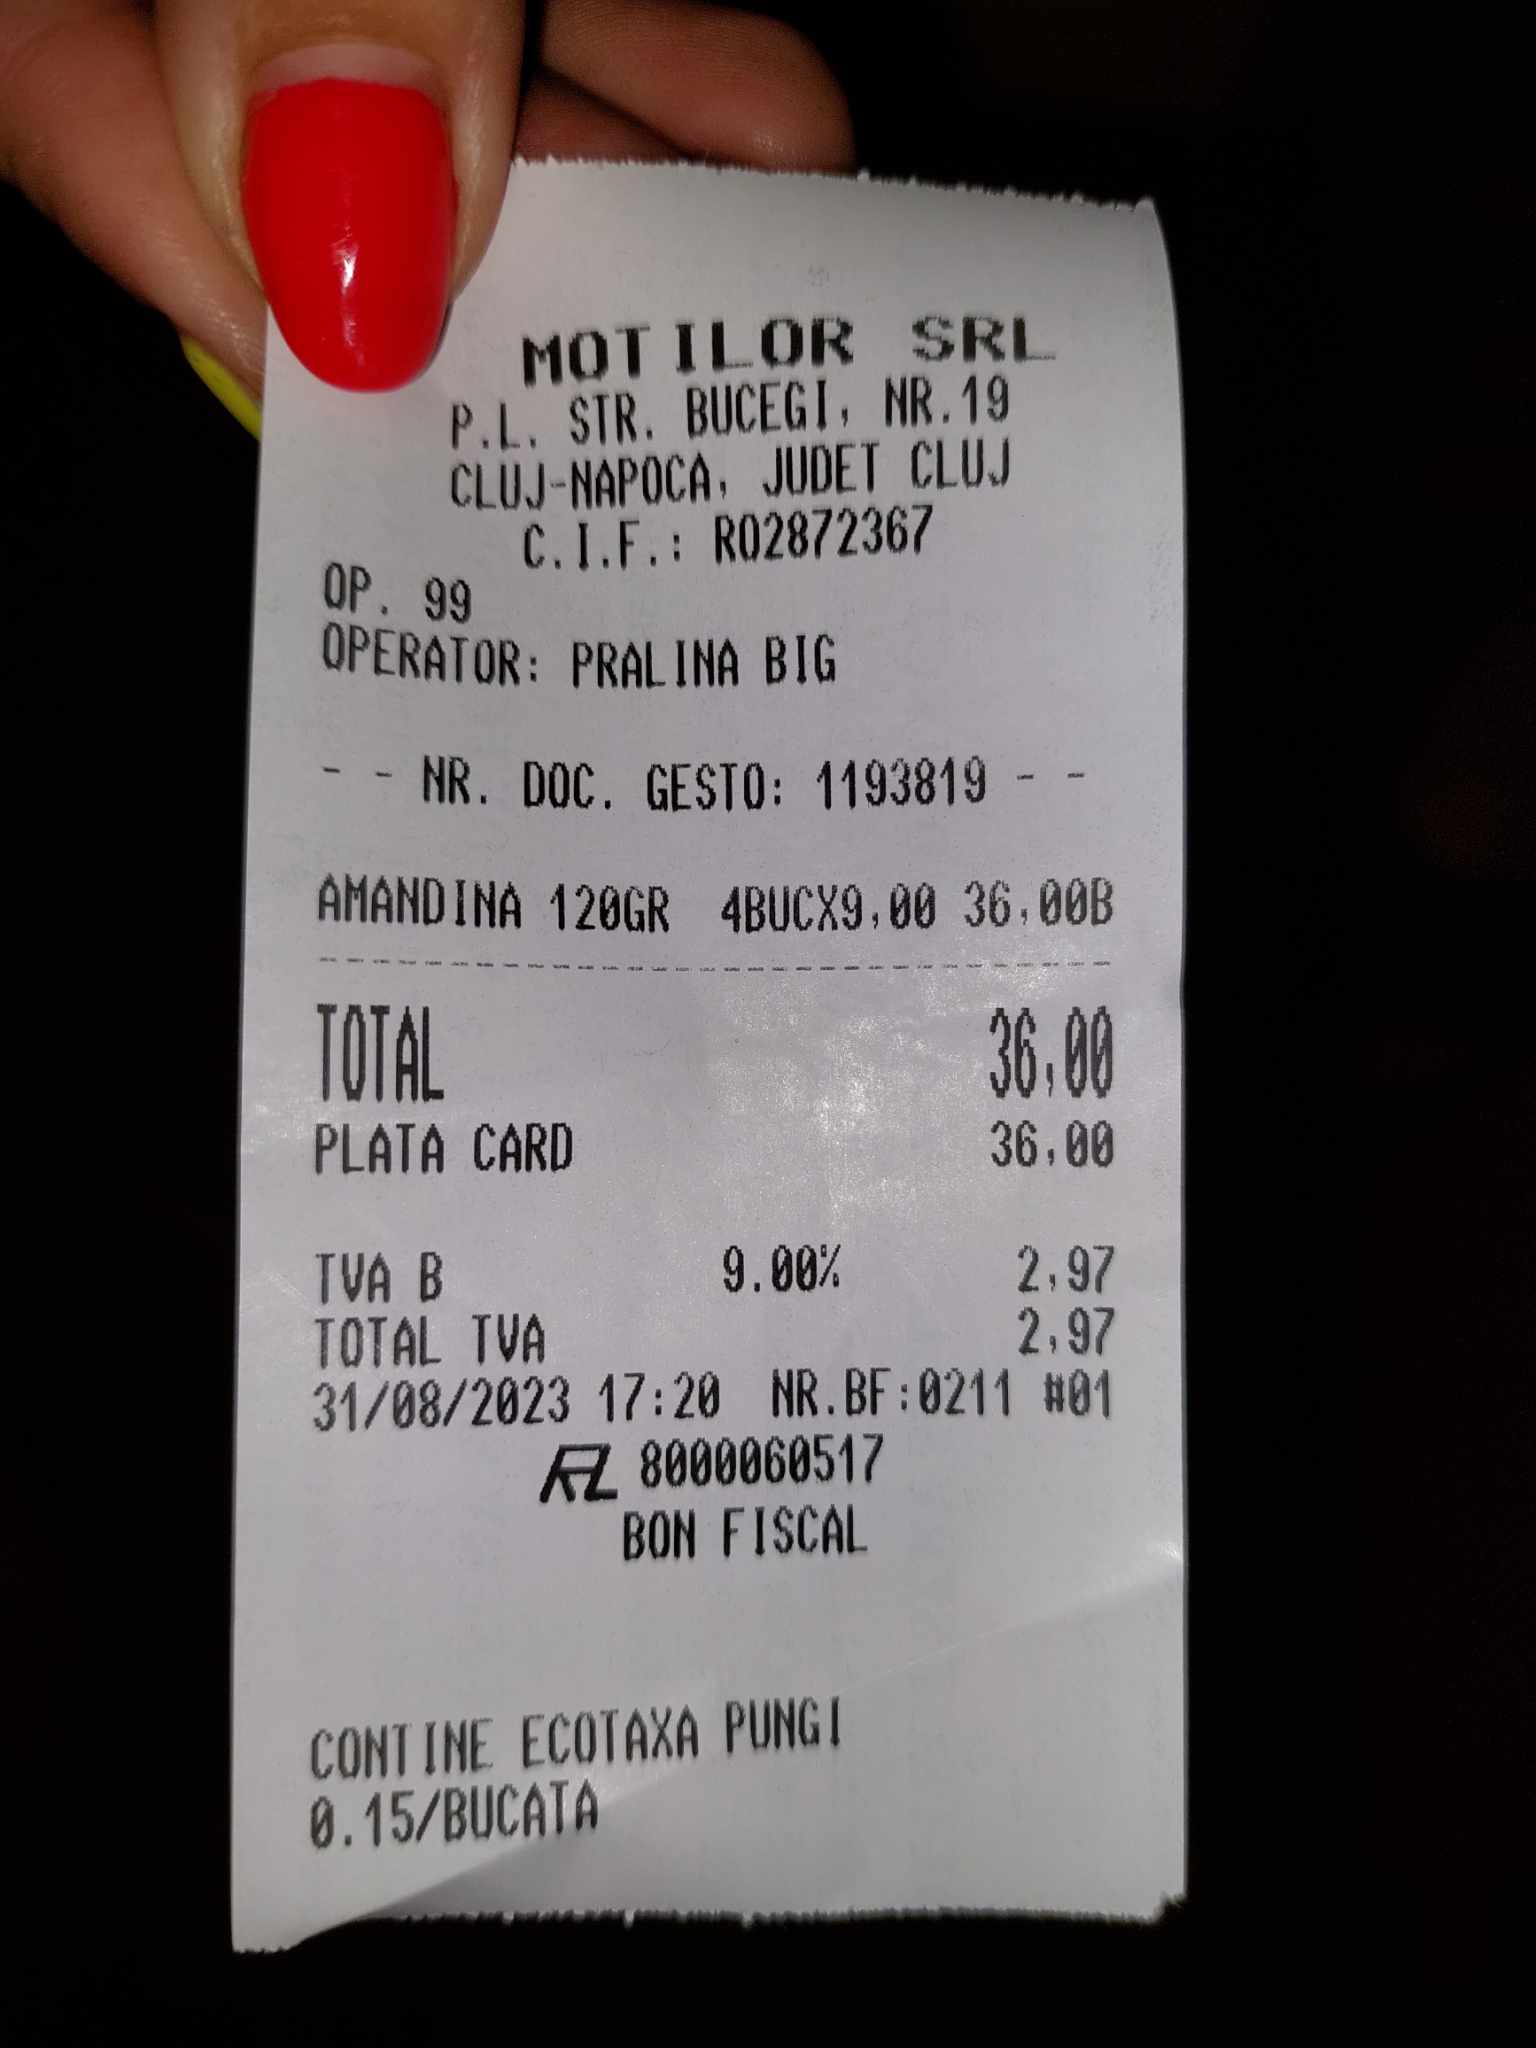 MOTILOR SRL
P.L. STR. BUCEGI, NR.19
CLUJ-NAPOCA, JUDET CLUJ
C.I.F.: RO2872367
OP. 99
OPERATOR: PRALINA BIG
- - NR. DOC. GESTO: 1193819 - -
AMANDINA 120GR 4BUCX9,00 36,00B
TOTAL 36,00
PLATA CARD 36,00
TVA B 9.00% 2,97
TOTAL TVA 2,97
31/08/2023 17:20 NR.BF:0211 #01
8000060517
BON FISCAL
CONTINE ECOTAXA PUNGI
0.15/BUCATA